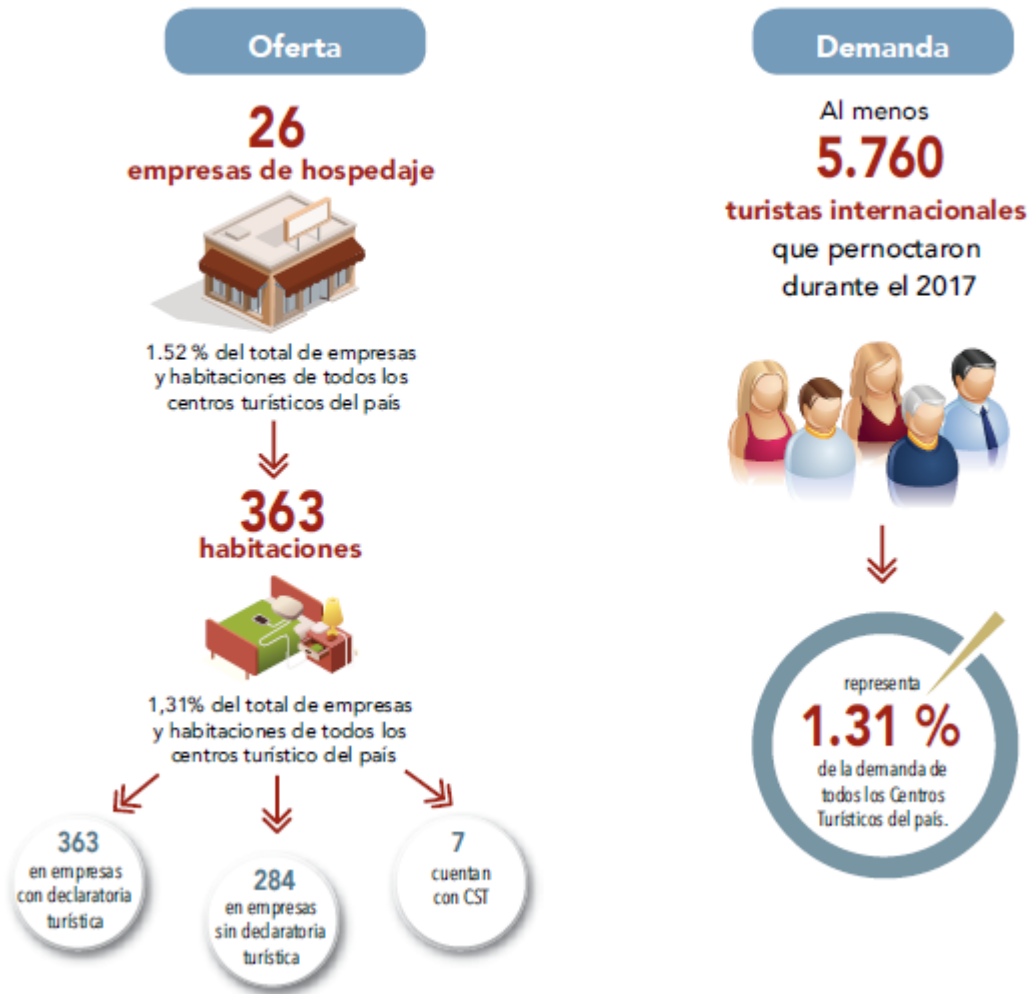 Oferta
26
empresas de hospedaje
1.52 % del total de empresas
y habitaciones de todos los
centros turísticos del país
363
habitaciones
1,31% del total de empresas
y habitaciones de todos los
centros turístico del país
363
en empresas
con declaratoria
turística
284
en empresas
sin declaratoria
turística
7
cuentan
con CST
Demanda
Al menos
5.760
turistas internacionales
que pernoctaron
durante el 2017
representa
1.31 %
de la demanda de
todos los Centros
Turísticos del país.